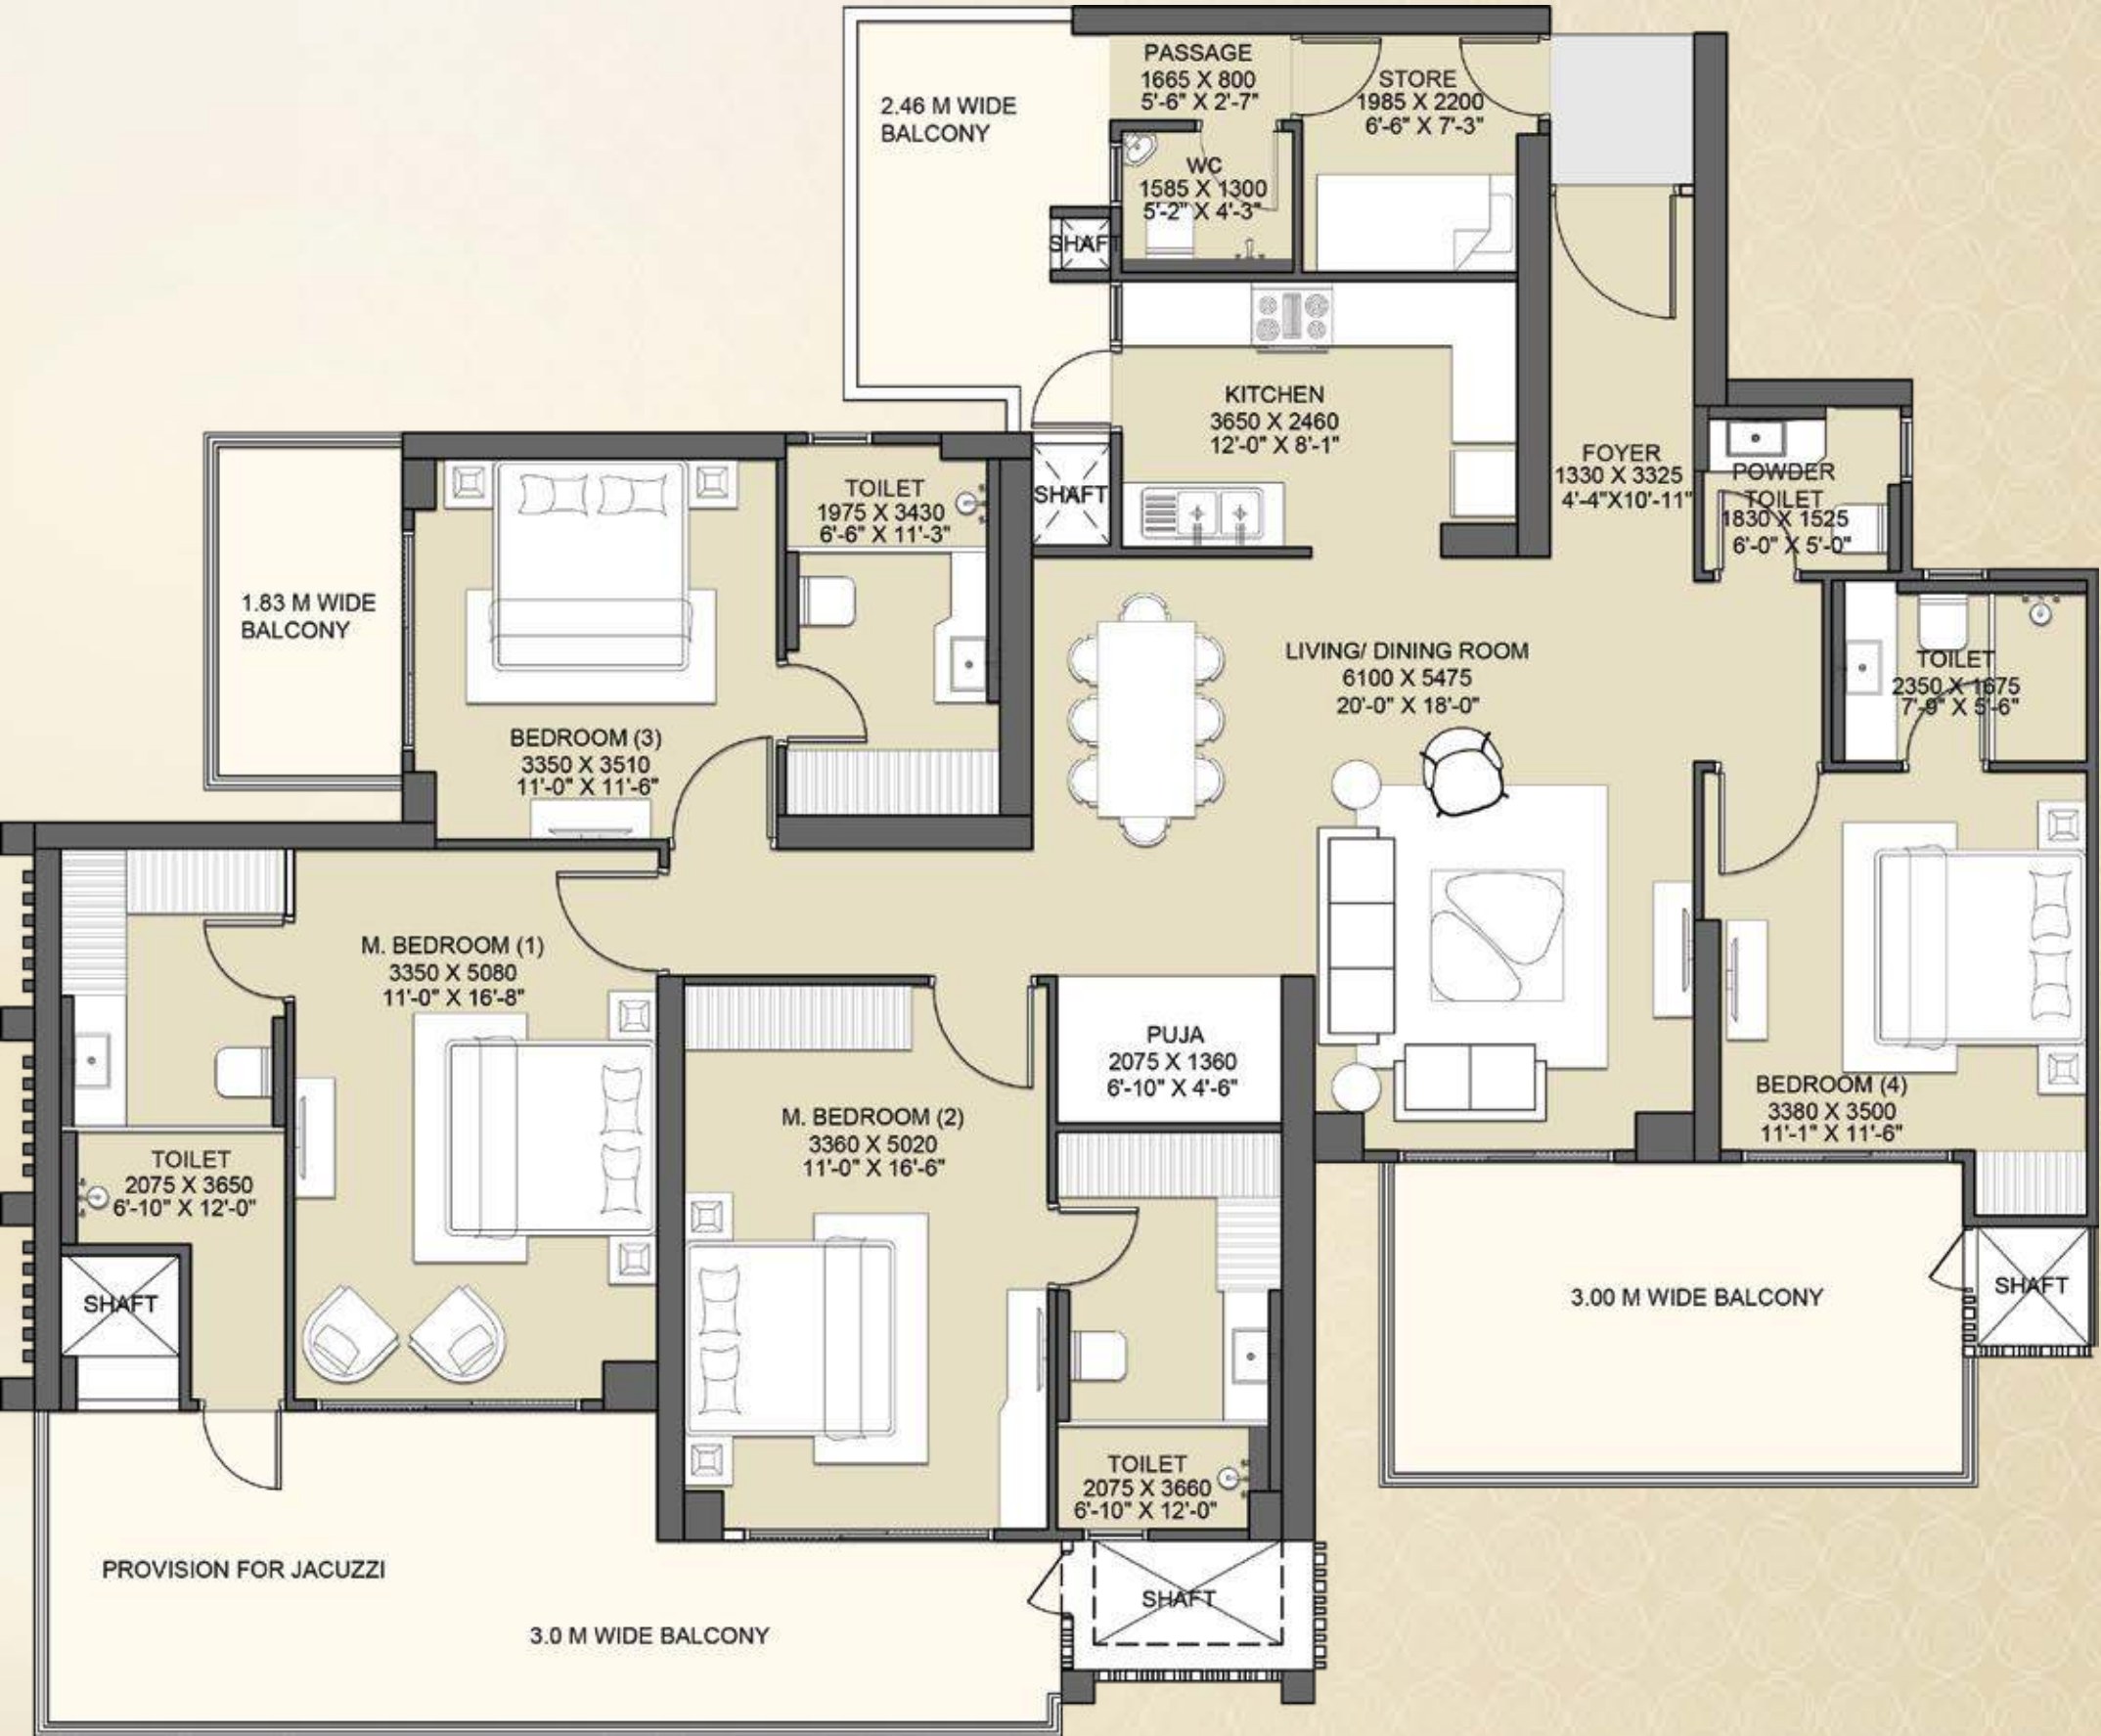 PASSAGE
1665 X 800
5'-6" X 2'-7"
STORE
1985 X 2200
6'-6" X 7'-3"
2.46 M WIDE
BALCONY
WC
1585 X 1300
5'-2" X 4'-3"
SHAFT
KITCHEN
3650 X 2460
12'-0" X 8'-1"
FOYER
1330 X 3325
4'-4"X10'-11"
POWDER
TOILET
1830 X 1525
6'-0" X 5'-0"
TOILET
1975 X 3430
6'-6" X 11'-3"
SHAFT
1.83 M WIDE
BALCONY
LIVING/ DINING ROOM
6100 X 5475
20'-0" X 18'-0"
TOILET
2350 X 1675
7'-9" X 5'-6"
BEDROOM (3)
3350 X 3510
11'-0" X 11'-6"
M. BEDROOM (1)
3350 X 5080
11'-0" X 16'-8"
PUJA
2075 X 1360
6'-10" X 4'-6"
BEDROOM (4)
3380 X 3500
11'-1" X 11'-6"
M. BEDROOM (2)
3360 X 5020
11'-0" X 16'-6"
TOILET
2075 X 3650
6'-10" X 12'-0"
SHAFT
3.00 M WIDE BALCONY
SHAFT
TOILET
2075 X 3660
6'-10" X 12'-0"
PROVISION FOR JACUZZI
SHAFT
3.0 M WIDE BALCONY